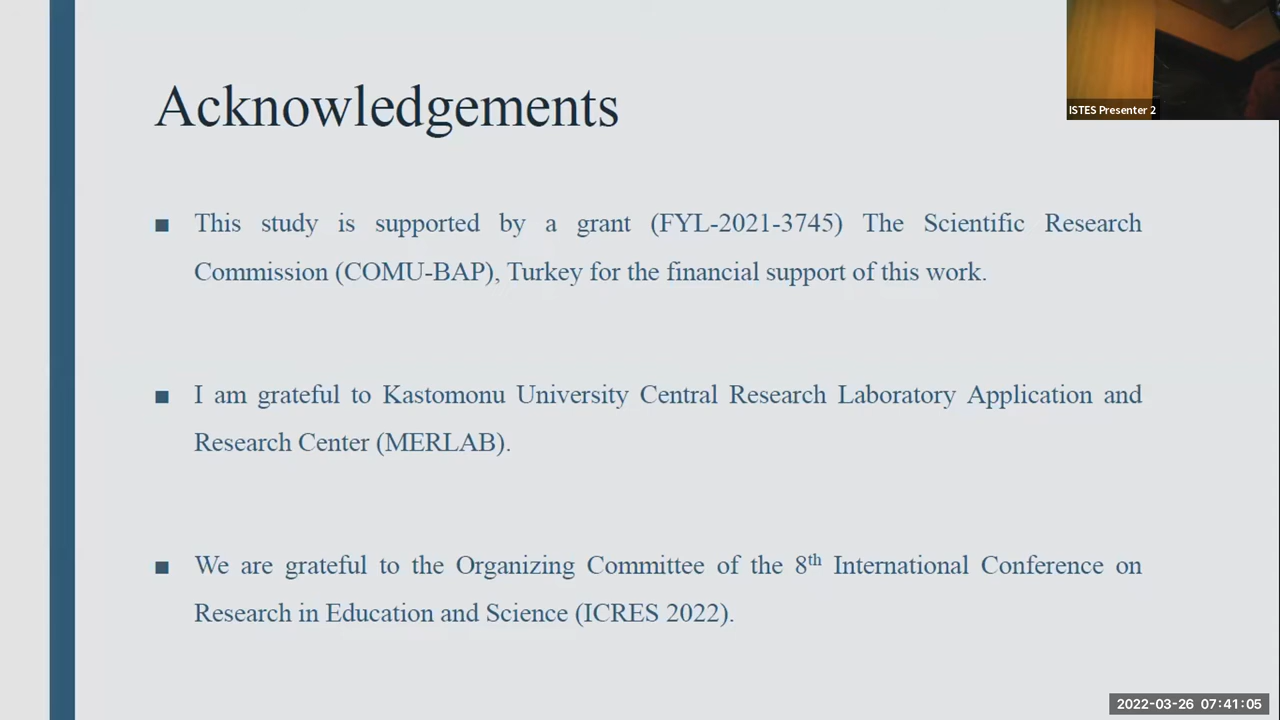 Acknowledgements
ISTES Presenter 2
■ This study is supported by a grant (FYL-2021-3745) The Scientific Research
Commission (COMU-BAP), Turkey for the financial support of this work.
■ I am grateful to Kastomonu University Central Research Laboratory Application and
Research Center (MERLAB).
■ We are grateful to the Organizing Committee of the 8th International Conference on
Research in Education and Science (ICRES 2022).
2022-03-26 07:41:05